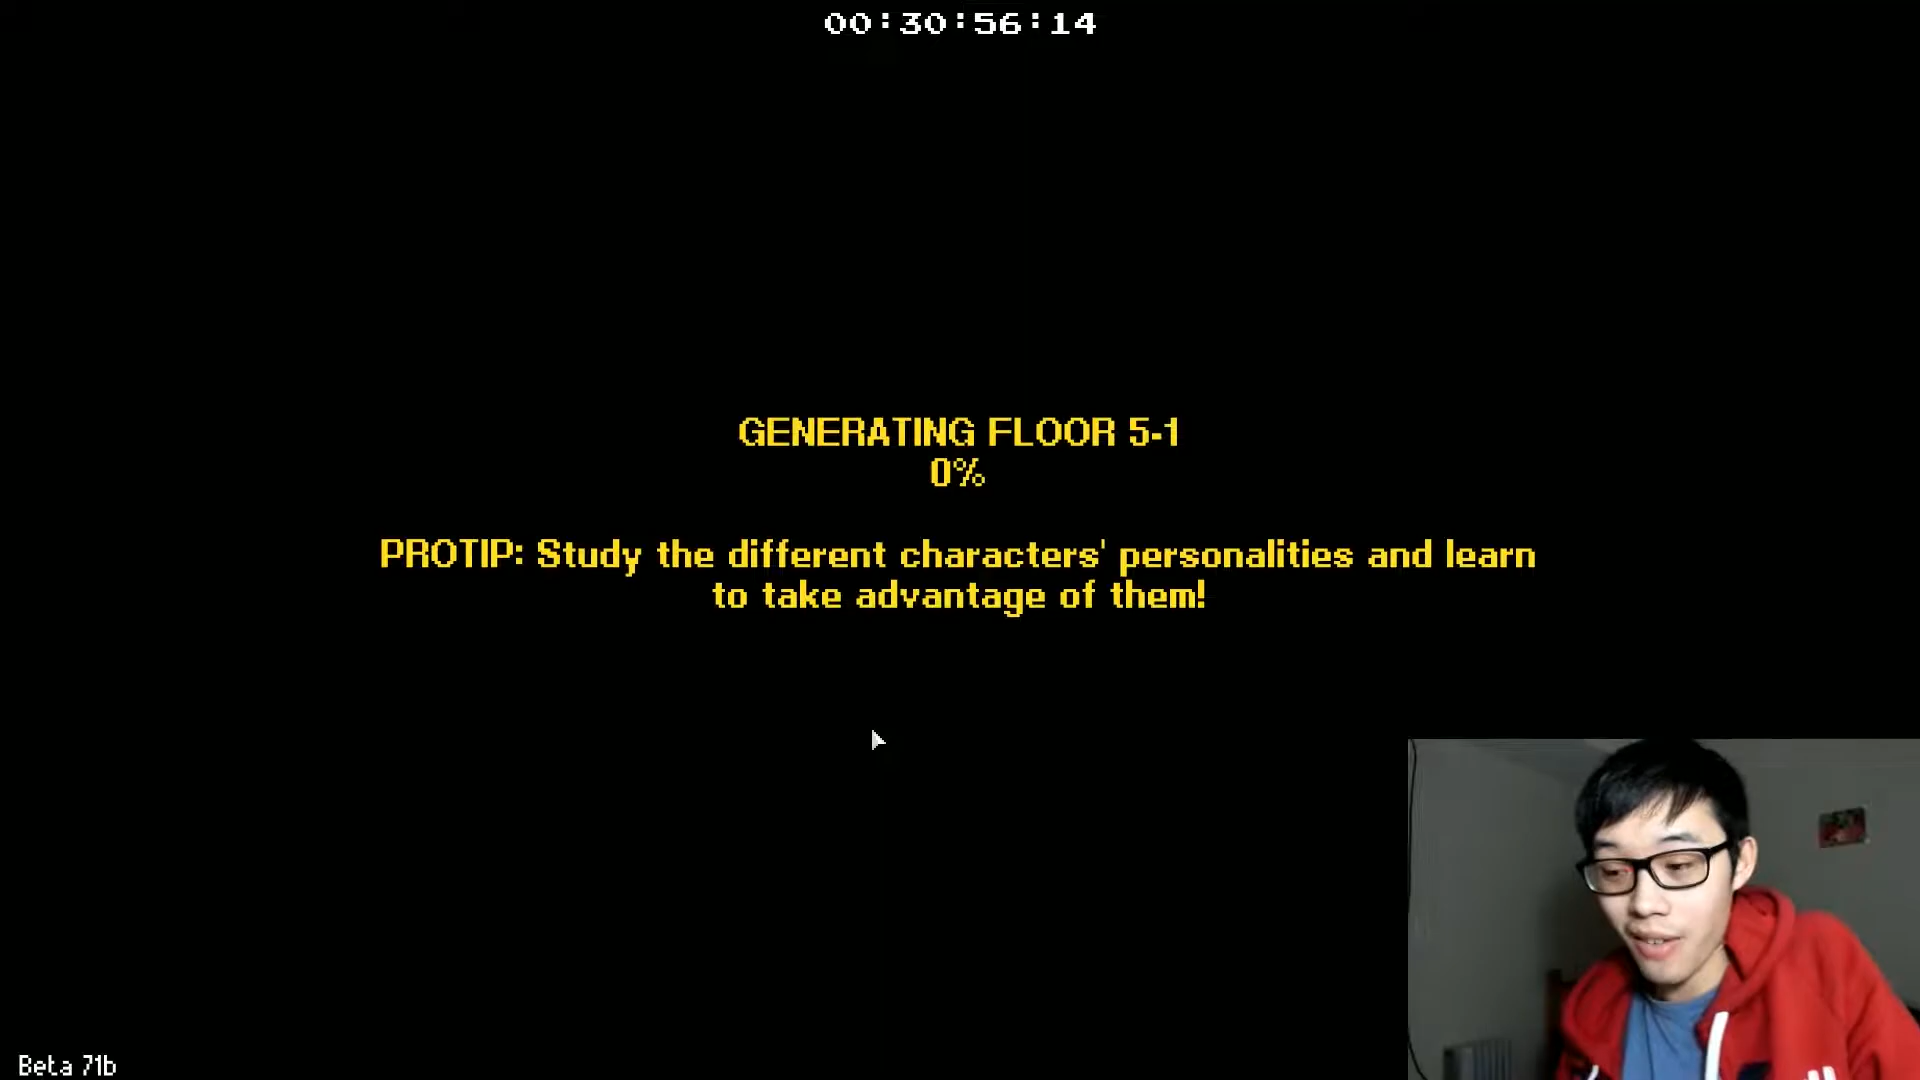 00:30:56:14
GENERATING FLOOR 5-1
0%
PROTIP: Study the different characters' personalities and learn
to take advantage of them!
Beta 71b